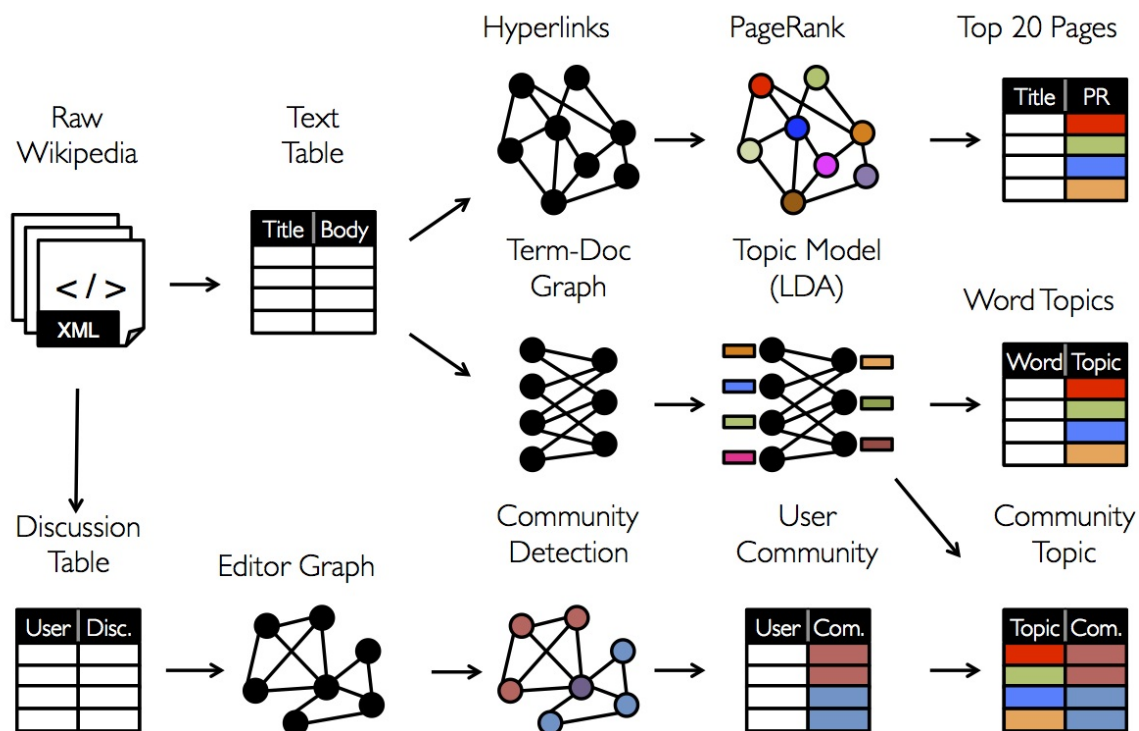 Hyperlinks
PageRank
Top 20 Pages
Raw
Wikipedia
Text
Table
Title PR
Title Body
</>
XML
Term-Doc
Graph
Topic Model
(LDA)
Word Topics
Word Topic
Discussion
Table
Editor Graph
Community
Detection
User
Community
Community
Topic
User Disc.
User Com.
Topic Com.